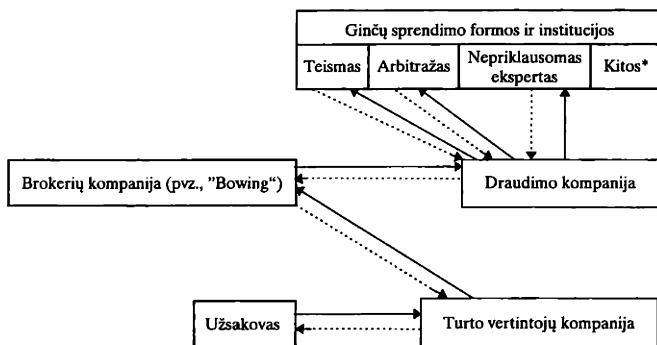 Ginčų sprendimo formos ir institucijos
Teismas
Arbitražas
Nepriklausomas
ekspertas
Kitos*
Brokerių kompanija (pvz., "Bowing“)
Draudimo kompanija
Užsakovas
Turto vertintojų kompanija